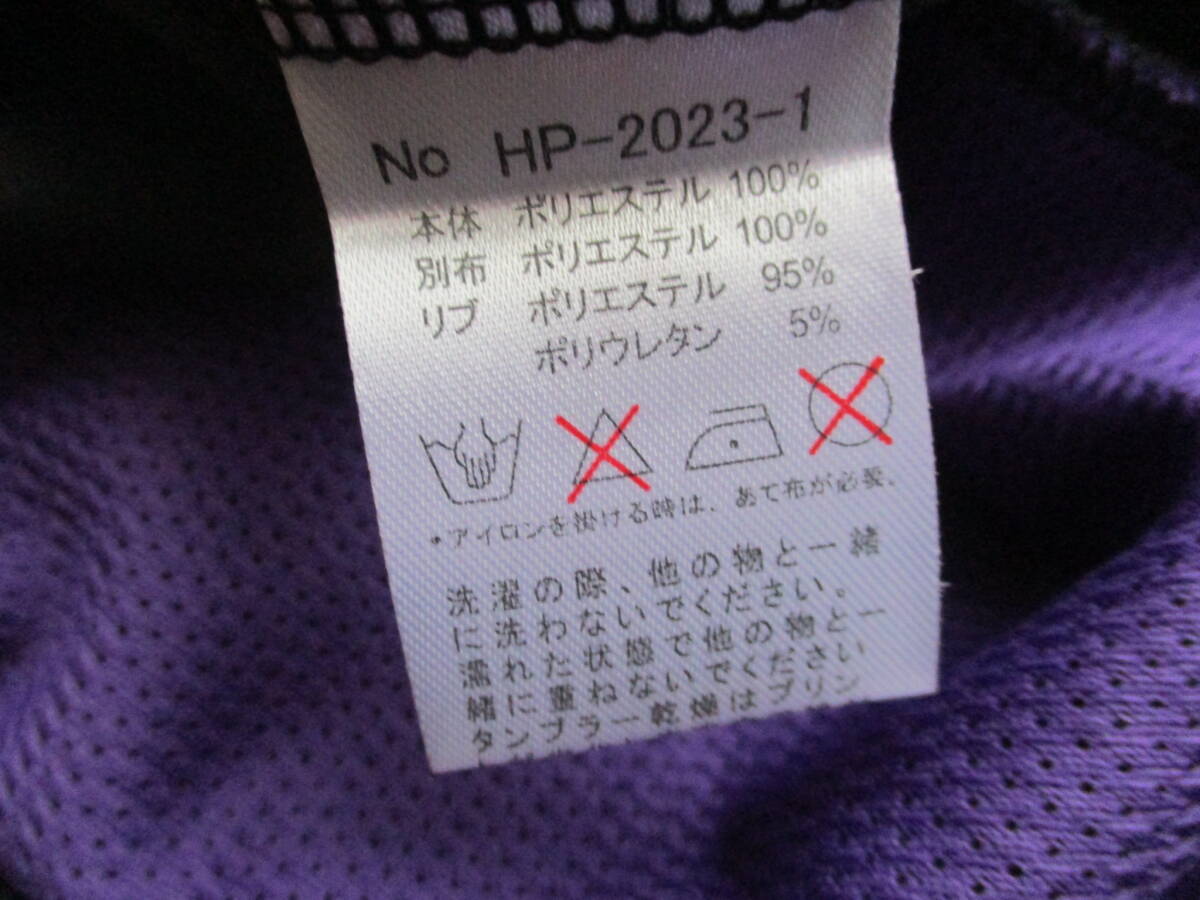 No HP-2023-1
本体 ポリエステル 100%
別布 ポリエステル 100%
リブ ポリエステル 95%
ポリウレタン 5%
•アイロンを掛ける時は、あて布が必要.
洗濯の際、他の物と一緒
に洗わないでください。
濡れた状態で他の物と一
緒に重ねないでください
タンブラー乾燥はプリン